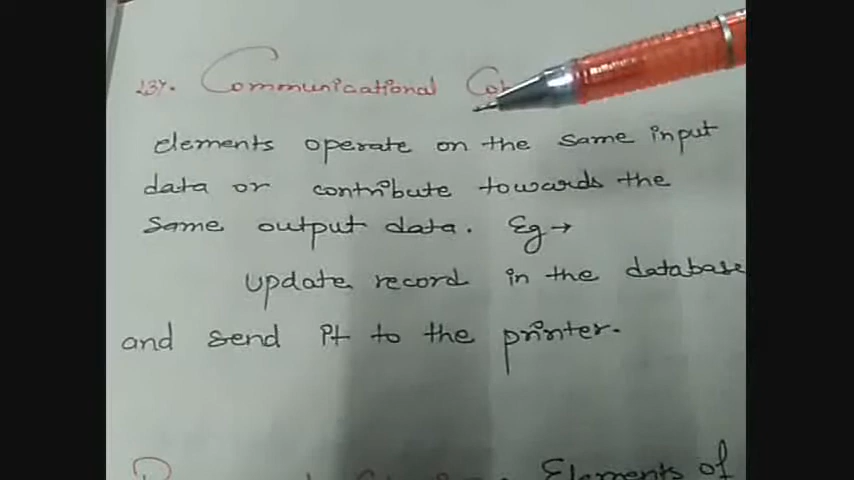 Communicational
elements operate on the same input
data or contribute towards the
same output data. Eg →
update record in the database
and send it to the printer.
Elements of